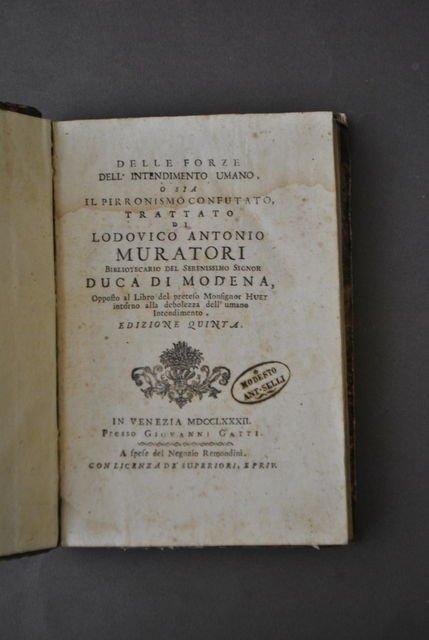 DELLE FORZE
DELL' INTENDIMENTO UMANO,
O SIA
IL PIRRONISMO CONFUTATO,
TRATTATO
DI
LODOVICO ANTONIO
MURATORI
BIBLIOTECARIO DEL SERENISSIMO SIGNOR
DUCA DI MODENA,
Oppoſto al Libro del preteſo Monſignor HUET
intorno alla debolezza dell'umano
Intendimento.
EDIZIONE QUINTA.
MODESTO
ANT. SELLI
IN VENEZIA MDCCLXXXII.
Preſſo GIOVANNI GATTI.
A ſpeſe del Negozio Remondini.
CON LICENZA DE' SUPERIORI, E PRIV.